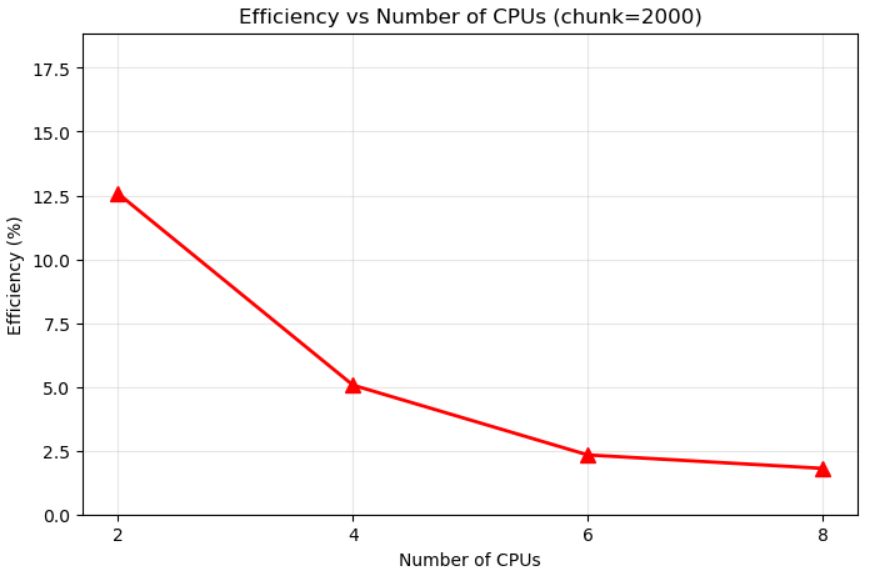 Efficiency vs Number of CPUs (chunk=2000)
Efficiency (%)
17.5
15.0
12.5
10.0
7.5
5.0
2.5
0.0
2 4 6 8
Number of CPUs